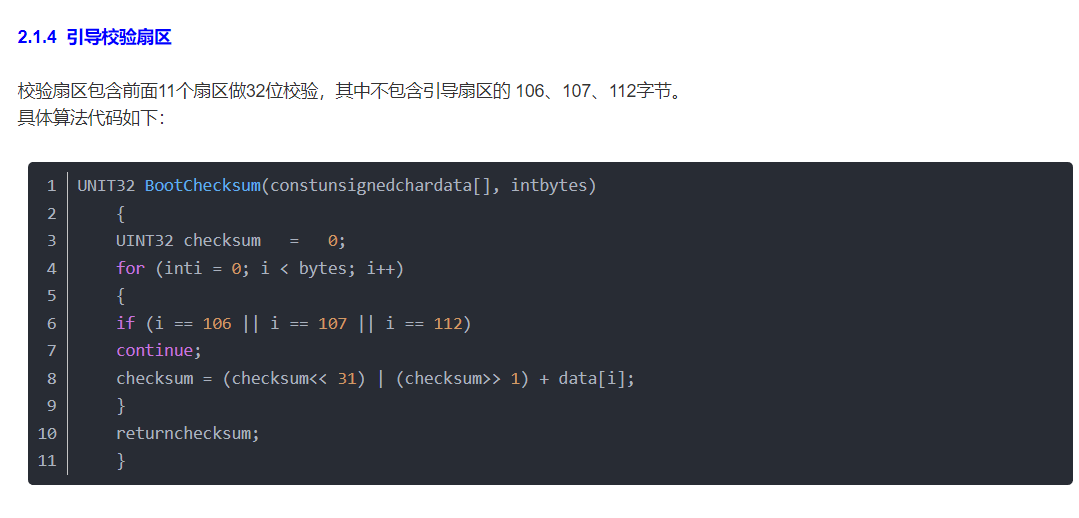 2.1.4 引导校验扇区
校验扇区包含前面11个扇区做32位校验，其中不包含引导扇区的 106、107、112字节。
具体算法代码如下：
1 UNIT32 BootChecksum(constunsignedchardata[], intbytes)
2 {
3 UINT32 checksum = 0;
4 for (inti = 0; i < bytes; i++)
5 {
6 if (i == 106 || i == 107 || i == 112)
7 continue;
8 checksum = (checksum<< 31) | (checksum>> 1) + data[i];
9 }
10 returnchecksum;
11 }